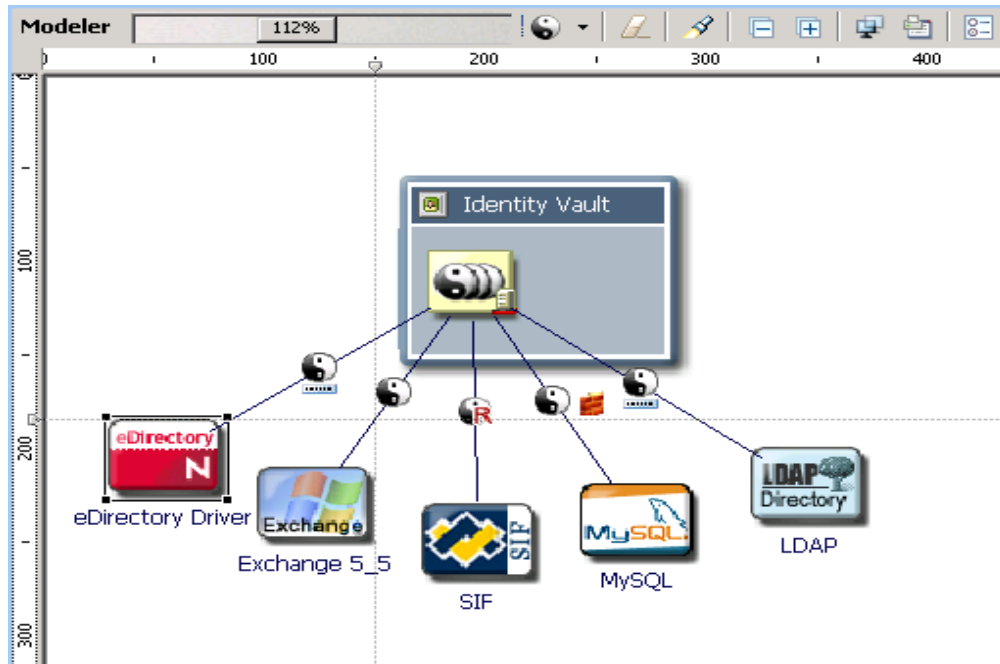 Modeler 112%
0 100 200 300 400
Identity Vault
100
R
200
eDirectory
N
eDirectory Driver
Exchange
Exchange 5_5
SIF
SIF
MySQL
MySQL
LDAP
Directory
LDAP
300